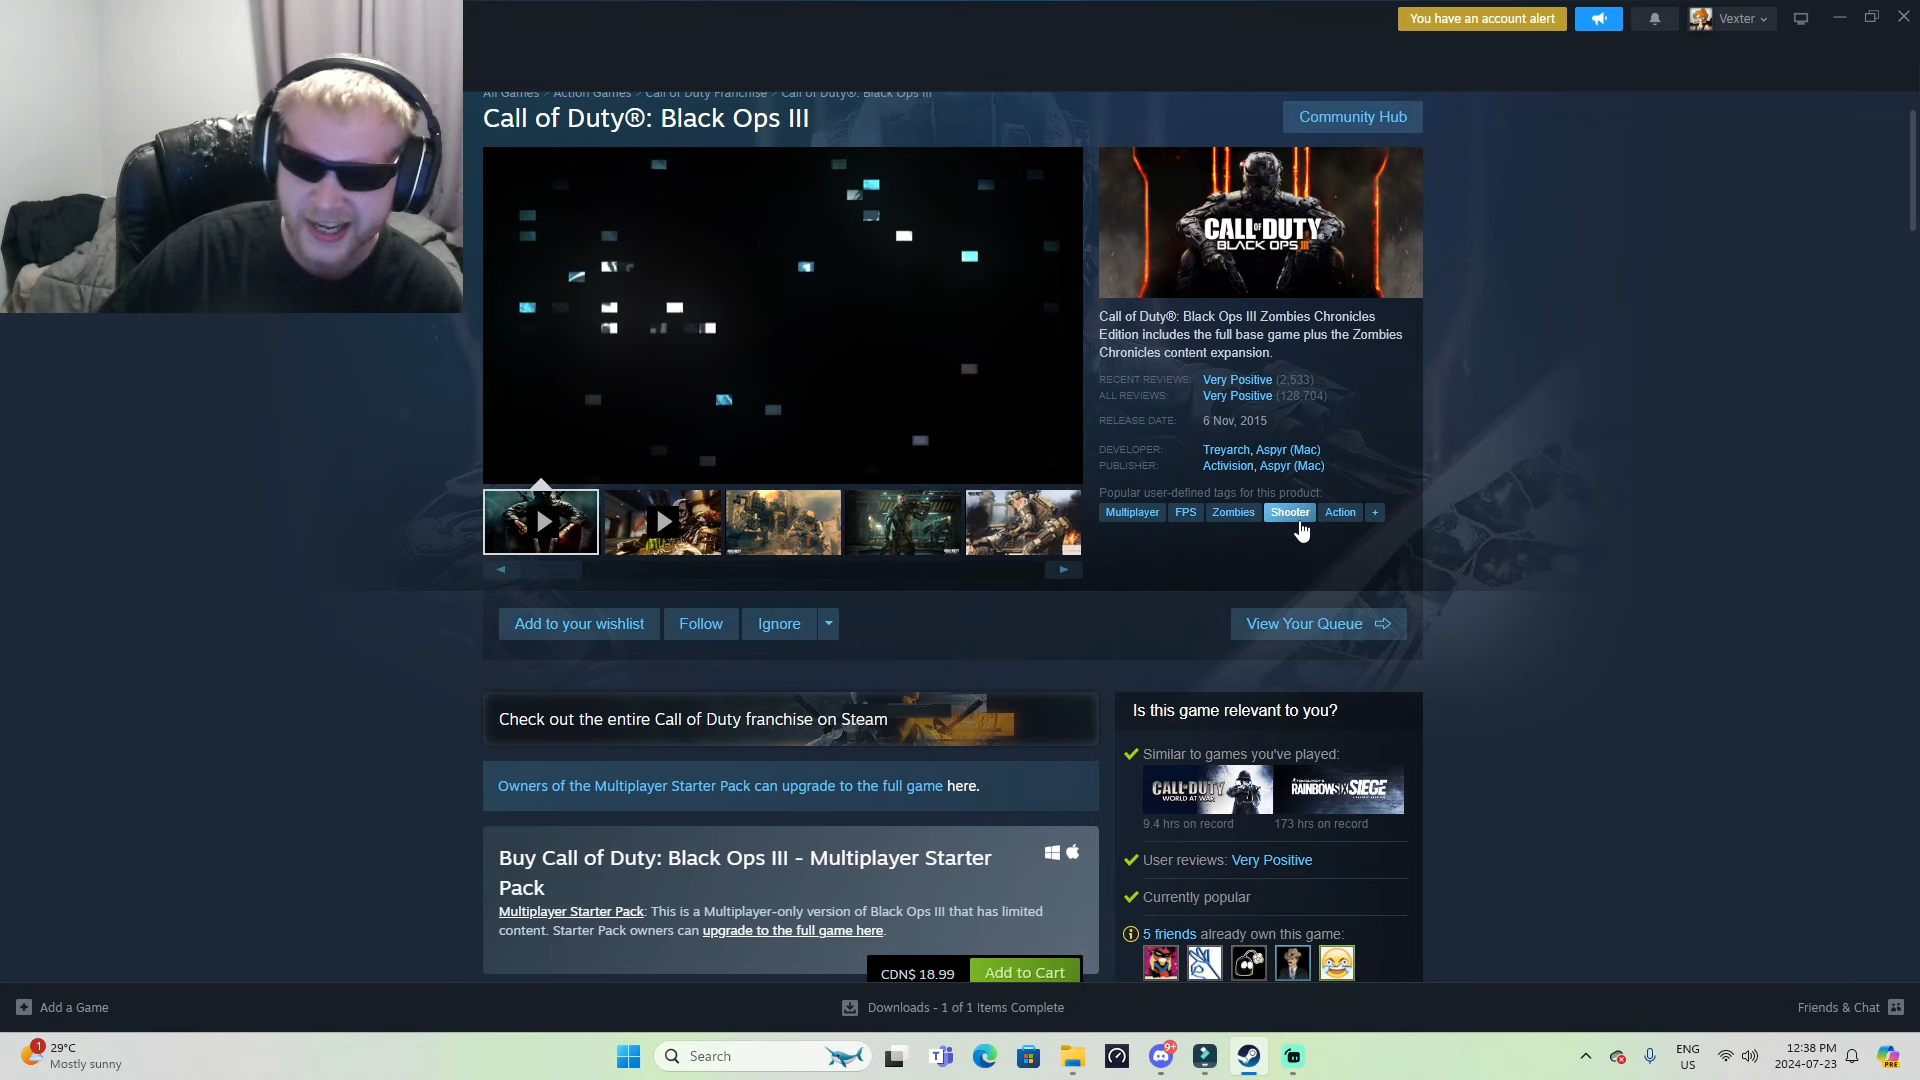 You have an account alert
Vexter
All Games > Action Games > Call of Duty Franchise > Call of Duty®: Black Ops III
Call of Duty®: Black Ops III
Community Hub
CALL OF DUTY
BLACK OPS III
Call of Duty®: Black Ops III Zombies Chronicles
Edition includes the full base game plus the Zombies
Chronicles content expansion.
RECENT REVIEWS: Very Positive (2,533)
ALL REVIEWS: Very Positive (128,704)
RELEASE DATE: 6 Nov, 2015
DEVELOPER: Treyarch, Aspyr (Mac)
PUBLISHER: Activision, Aspyr (Mac)
Popular user-defined tags for this product:
Multiplayer FPS Zombies Shooter Action +
Add to your wishlist Follow Ignore View Your Queue
Check out the entire Call of Duty franchise on Steam
Owners of the Multiplayer Starter Pack can upgrade to the full game here.
Buy Call of Duty: Black Ops III - Multiplayer Starter
Pack
Multiplayer Starter Pack: This is a Multiplayer-only version of Black Ops III that has limited
content. Starter Pack owners can upgrade to the full game here.
CDN$ 18.99 Add to Cart
Is this game relevant to you?
Similar to games you've played:
CALL OF DUTY
WORLD AT WAR
RAINBOW SIX SIEGE
9.4 hrs on record 173 hrs on record
User reviews: Very Positive
Currently popular
5 friends already own this game:
Add a Game
Downloads - 1 of 1 Items Complete
Friends & Chat
1
29°C
Mostly sunny
Search
9+
ENG
US
12:38 PM
2024-07-23
PRE